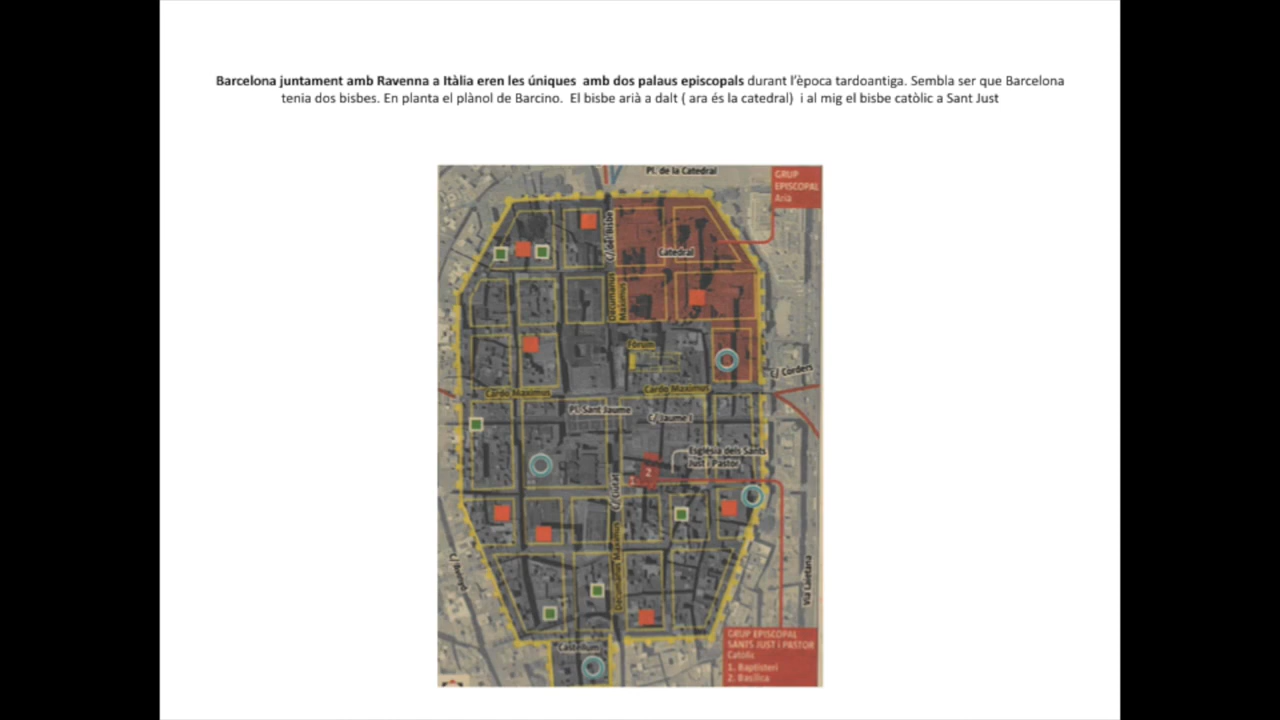 Barcelona juntament amb Ravenna a Itàlia eren les úniques  amb dos palaus episcopals durant l'època tardoantiga. Sembla ser que Barcelona
tenia dos bisbes. En planta el plànol de Barcino.  El bisbe arià a dalt ( ara és la catedral)  i al mig el bisbe catòlic a Sant Just
Pl. de la Catedral
GRUP
EPISCOPAL
Arià
C/ del Bisbe
Catedral
Decumanus
Maximus
Fòrum
C/ Corders
Cardo Maximus
Cardo Maximus
Pl. Sant Jaume
C/ Jaume I
Església dels Sants
Just i Pastor
2
1
C/ Ciutat
Decumanus Maximus
Via Laietana
Castellum
GRUP EPISCOPAL
SANTS JUST i PASTOR
Catòlic
1. Baptisteri
2. Basílica